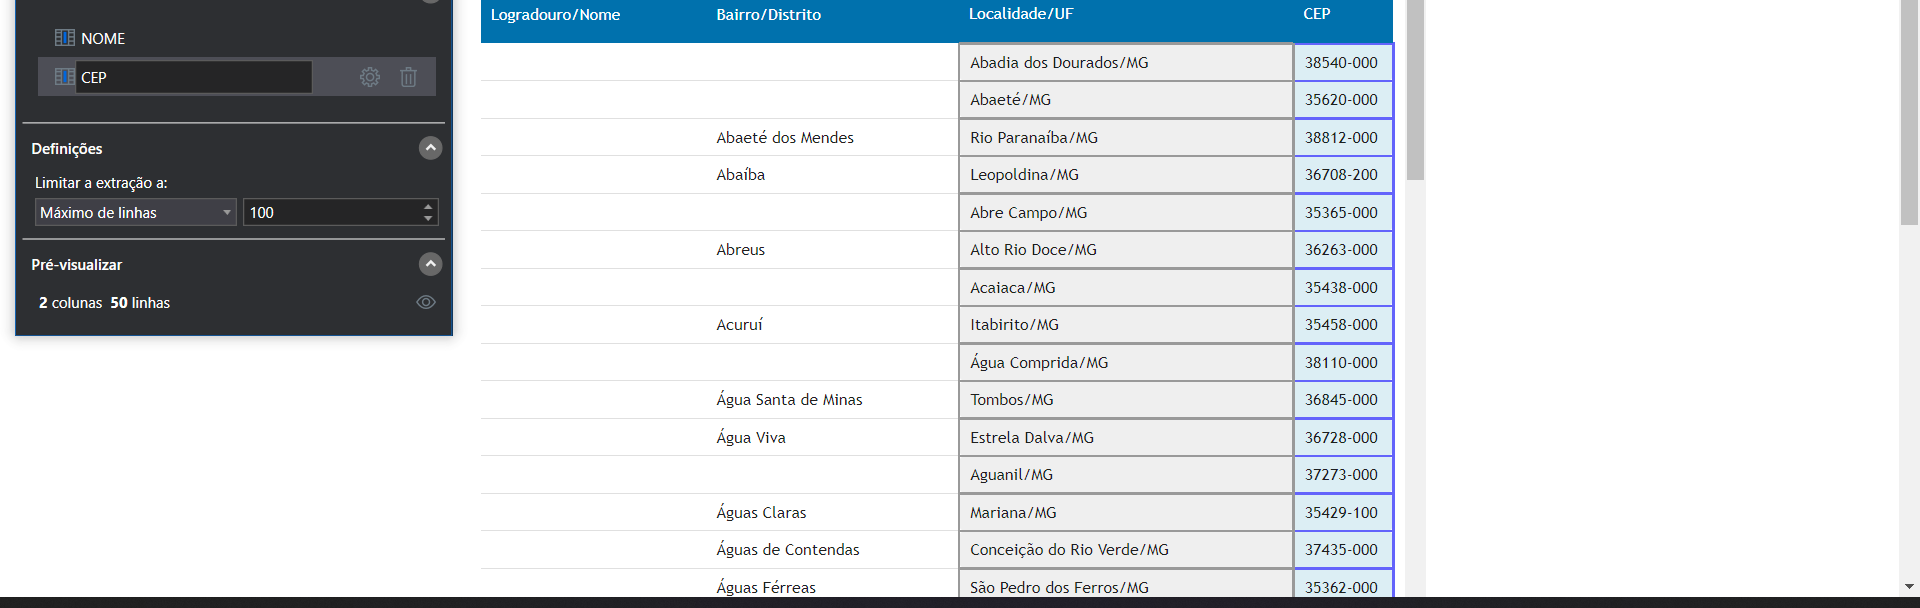 NOME
CEP
Definições
Limitar a extração a:
Máximo de linhas 100
Pré-visualizar
2 colunas 50 linhas
Logradouro/Nome Bairro/Distrito Localidade/UF CEP
Abadia dos Dourados/MG 38540-000
Abaeté/MG 35620-000
Abaeté dos Mendes Rio Paranaíba/MG 38812-000
Abaíba Leopoldina/MG 36708-200
Abre Campo/MG 35365-000
Abreus Alto Rio Doce/MG 36263-000
Acaiaca/MG 35438-000
Acuruí Itabirito/MG 35458-000
Água Comprida/MG 38110-000
Água Santa de Minas Tombos/MG 36845-000
Água Viva Estrela Dalva/MG 36728-000
Aguanil/MG 37273-000
Águas Claras Mariana/MG 35429-100
Águas de Contendas Conceição do Rio Verde/MG 37435-000
Águas Férreas São Pedro dos Ferros/MG 35362-000